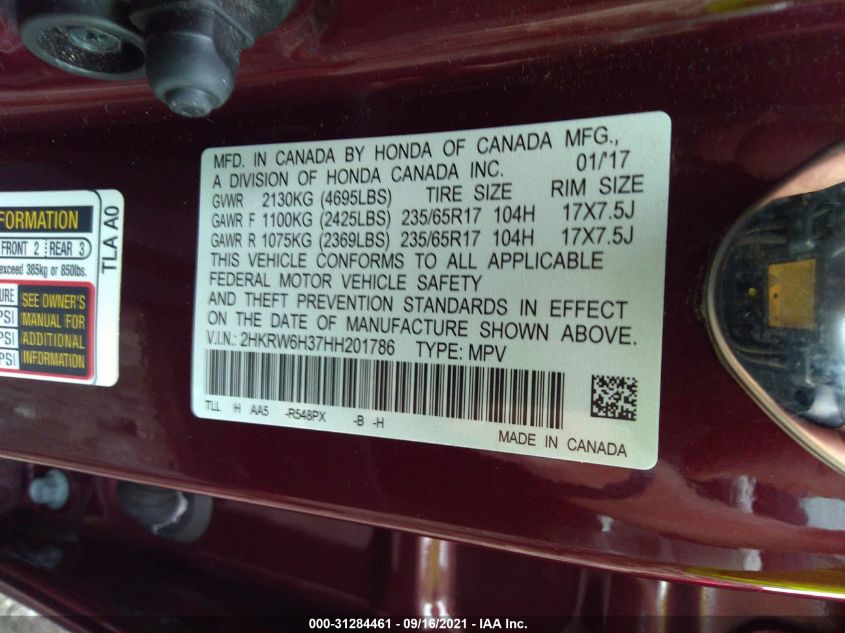 MFD. IN CANADA BY HONDA OF CANADA MFG.,
A DIVISION OF HONDA CANADA INC. 01/'17
GVWR 2130KG (4695LBS) TIRE SIZE RIM SIZE
GAWR F 1100KG (2425LBS) 235/65R17 104H 17X7.5J
GAWR R 1075KG (2369LBS) 235/65R17 104H 17X7.5J
THIS VEHICLE CONFORMS TO ALL APPLICABLE
FEDERAL MOTOR VEHICLE SAFETY
AND THEFT PREVENTION STANDARDS IN EFFECT
ON THE DATE OF MANUFACTURE SHOWN ABOVE.
V.I.N.: 2HKRW6H37HH201786 TYPE: MPV
TLL H AA5 -R548PX -B -H
MADE IN CANADA
FRONT 2 REAR 3
exceed 385kg or 850lbs.
TLA A0
PSI
PSI
SEE OWNER'S
MANUAL FOR
ADDITIONAL
INFORMATION
000-31284461 - 09/16/2021 - IAA Inc.